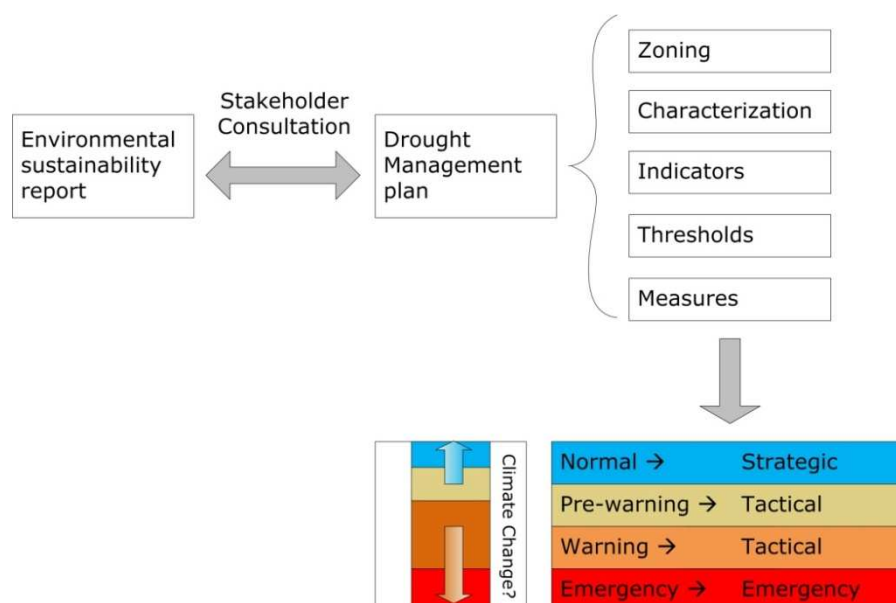 Stakeholder
Consultation
Environmental
sustainability
report
Drought
Management
plan
Zoning
Characterization
Indicators
Thresholds
Measures
Climate Change?
Normal → Strategic
Pre-warning → Tactical
Warning → Tactical
Emergency → Emergency